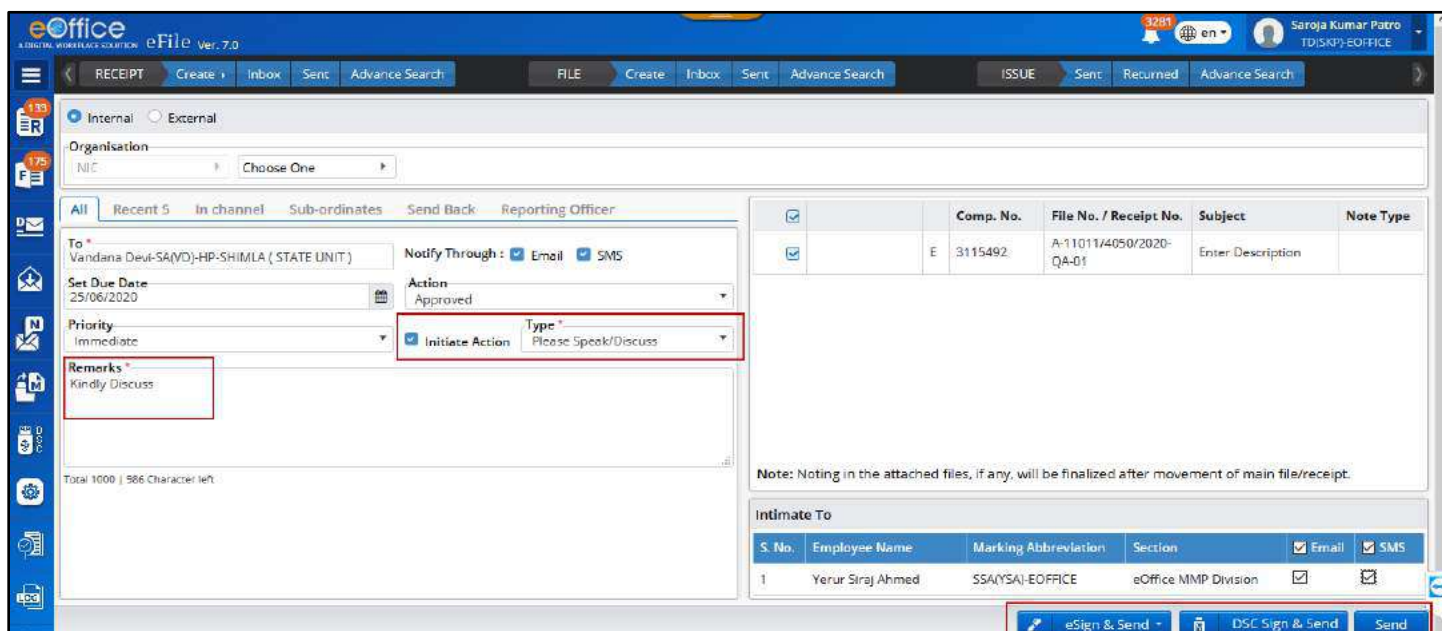 eOffice
A DIGITAL WORKPLACE SOLUTION eFile Ver. 7.0
3281
en
Saroja Kumar Patro
TD(SKP)-EOFFICE
RECEIPT Create Inbox Sent Advance Search FILE Create Inbox Sent Advance Search ISSUE Sent Returned Advance Search
133
R
Internal External
Organisation
NIC Choose One
175
F
All Recent 5 In channel Sub-ordinates Send Back Reporting Officer
D
To *
Vandana Devi-SA(VD)-HP-SHIMLA ( STATE UNIT )
Notify Through : Email SMS
Set Due Date
25/06/2020
Action
Approved
Priority
Immediate
Initiate Action
Type *
Please Speak/Discuss
N
Remarks *
Kindly Discuss
M
DSC
Total 1000 | 986 Character left
LOG
Comp. No. File No. / Receipt No. Subject Note Type
E 3115492 A-11011/4050/2020-
QA-01
Enter Description
Note: Noting in the attached files, if any, will be finalized after movement of main file/receipt.
Intimate To
S. No. Employee Name Marking Abbreviation Section Email SMS
1 Yerur Siraj Ahmed SSA(YSA)-EOFFICE eOffice MMP Division
eSign & Send DSC Sign & Send Send